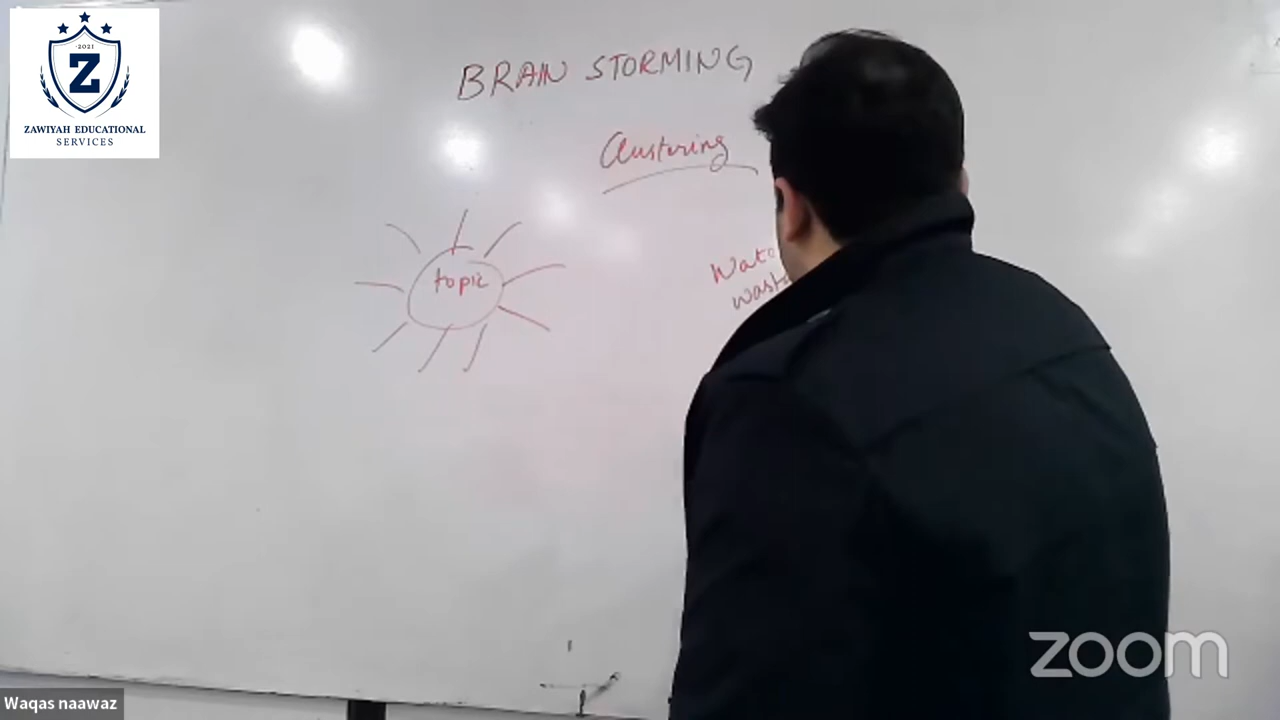 · 2021 ·
Z
ZAWIYAH EDUCATIONAL
SERVICES
BRAIN STORMING
Clustering
topic
Waqas naawaz
zoom